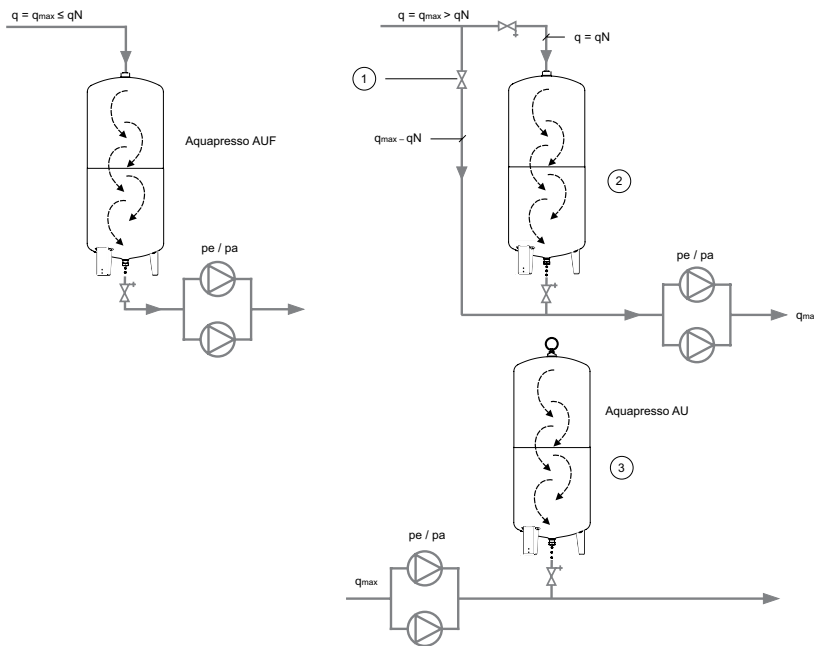 q = qmax ≤ qN
Aquapresso AUF
pe / pa
q = qmax > qN
q = qN
1
qmax – qN
2
pe / pa
qma
Aquapresso AU
3
pe / pa
qmax